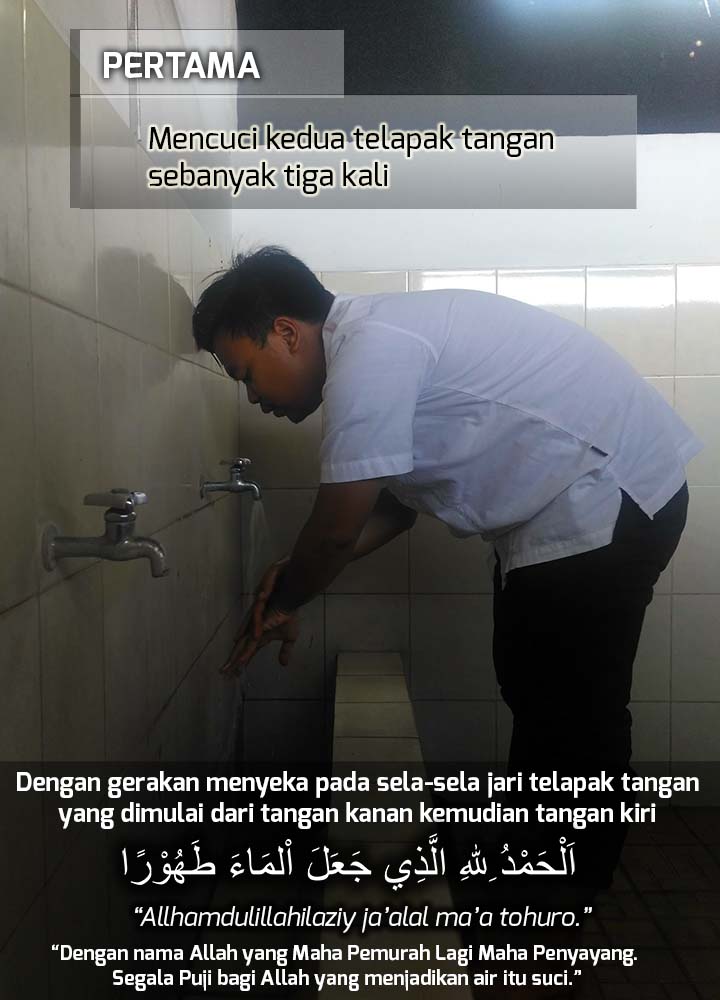 PERTAMA
Mencuci kedua telapak tangan
sebanyak tiga kali
Dengan gerakan menyeka pada sela-sela jari telapak tangan
yang dimulai dari tangan kanan kemudian tangan kiri
اَلْحَمْدُ ِللهِ الَّذِي جَعَلَ اْلمَاءَ طَهُوْرًا
“Allhamdulillahilaziy ja’alal ma’a tohuro.”
“Dengan nama Allah yang Maha Pemurah Lagi Maha Penyayang.
Segala Puji bagi Allah yang menjadikan air itu suci.”